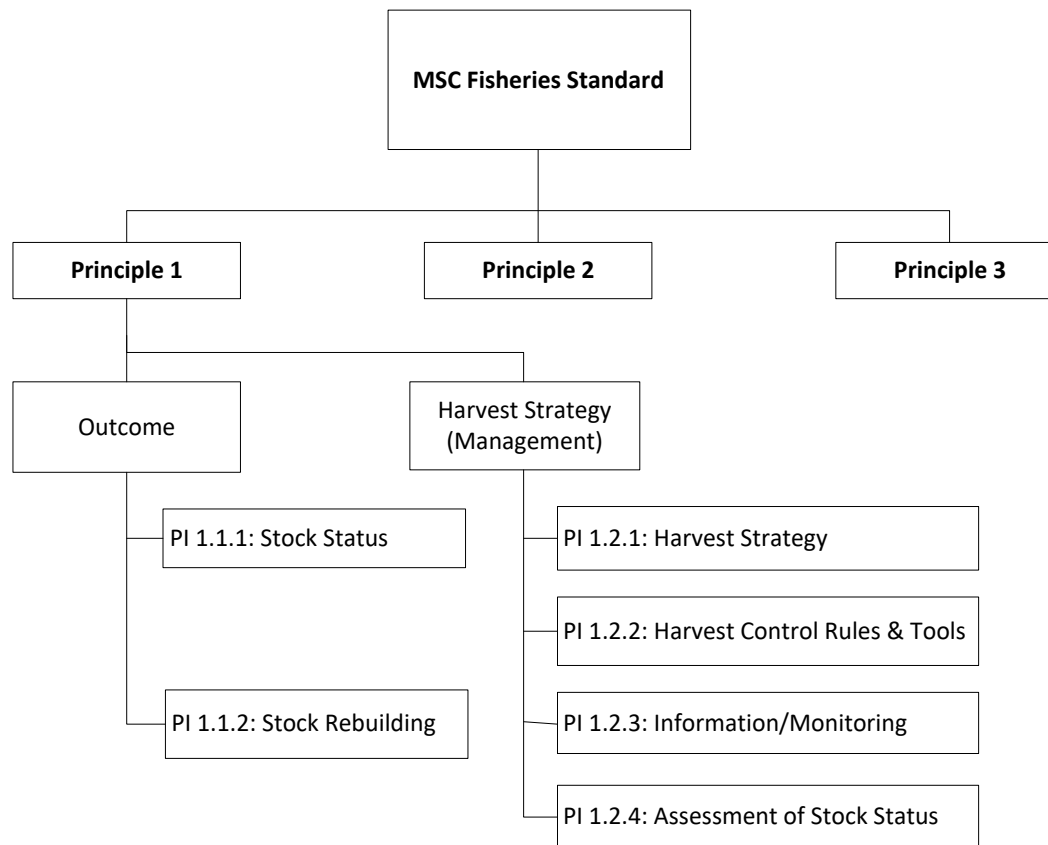 MSC Fisheries Standard
Principle 1
Principle 2
Principle 3
Outcome
Harvest Strategy
(Management)
PI 1.1.1: Stock Status
PI 1.2.1: Harvest Strategy
PI 1.2.2: Harvest Control Rules & Tools
PI 1.1.2: Stock Rebuilding
PI 1.2.3: Information/Monitoring
PI 1.2.4: Assessment of Stock Status